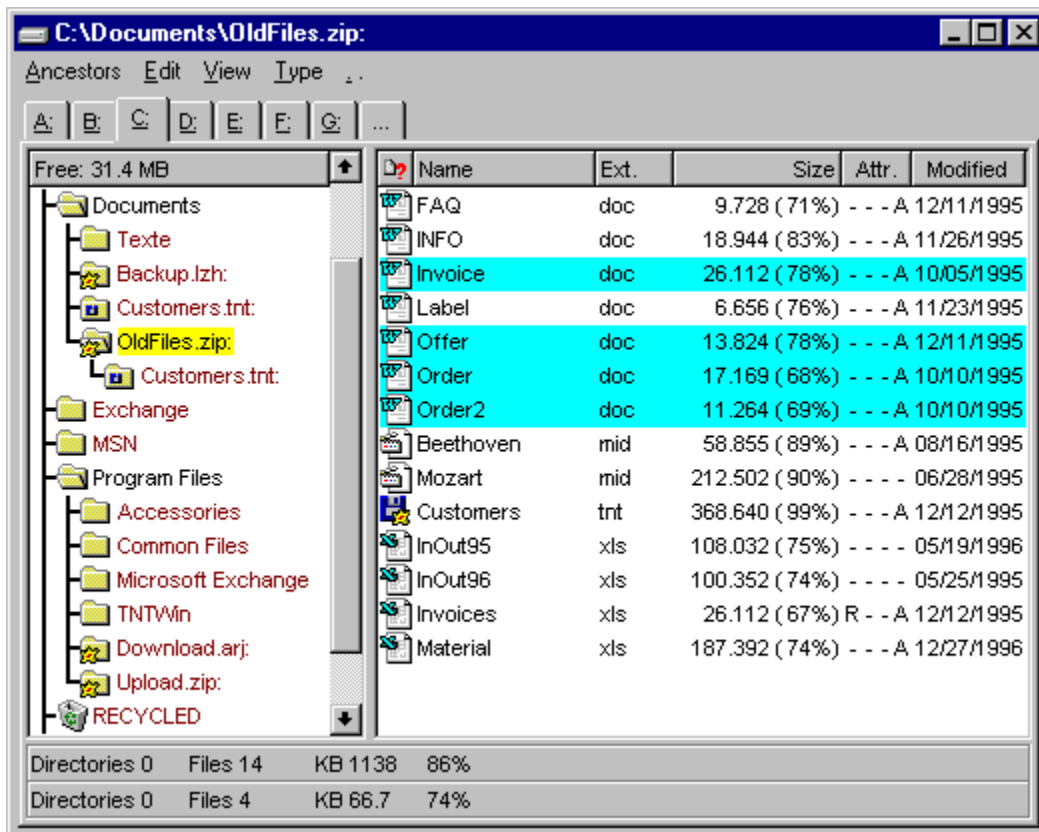 C:\Documents\OldFiles.zip:
Ancestors Edit View Type . .
A: B: C: D: E: F: G: ...
Free: 31.4 MB
Documents
Texte
Backup.lzh:
Customers.tnt:
OldFiles.zip:
Customers.tnt:
Exchange
MSN
Program Files
Accessories
Common Files
Microsoft Exchange
TNTWin
Download.arj:
Upload.zip:
RECYCLED
Name Ext. Size Attr. Modified
FAQ doc 9.728 (71%) - - - A 12/11/1995
INFO doc 18.944 (83%) - - - A 11/26/1995
Invoice doc 26.112 (78%) - - - A 10/05/1995
Label doc 6.656 (76%) - - - A 11/23/1995
Offer doc 13.824 (78%) - - - A 12/11/1995
Order doc 17.169 (68%) - - - A 10/10/1995
Order2 doc 11.264 (69%) - - - A 10/10/1995
Beethoven mid 58.855 (89%) - - - A 08/16/1995
Mozart mid 212.502 (90%) - - - - 06/28/1995
Customers tnt 368.640 (99%) - - - A 12/12/1995
InOut95 xls 108.032 (75%) - - - - 05/19/1996
InOut96 xls 100.352 (74%) - - - - 05/25/1995
Invoices xls 26.112 (67%) R - - A 12/12/1995
Material xls 187.392 (74%) - - - A 12/27/1996
Directories 0 Files 14 KB 1138 86%
Directories 0 Files 4 KB 66.7 74%